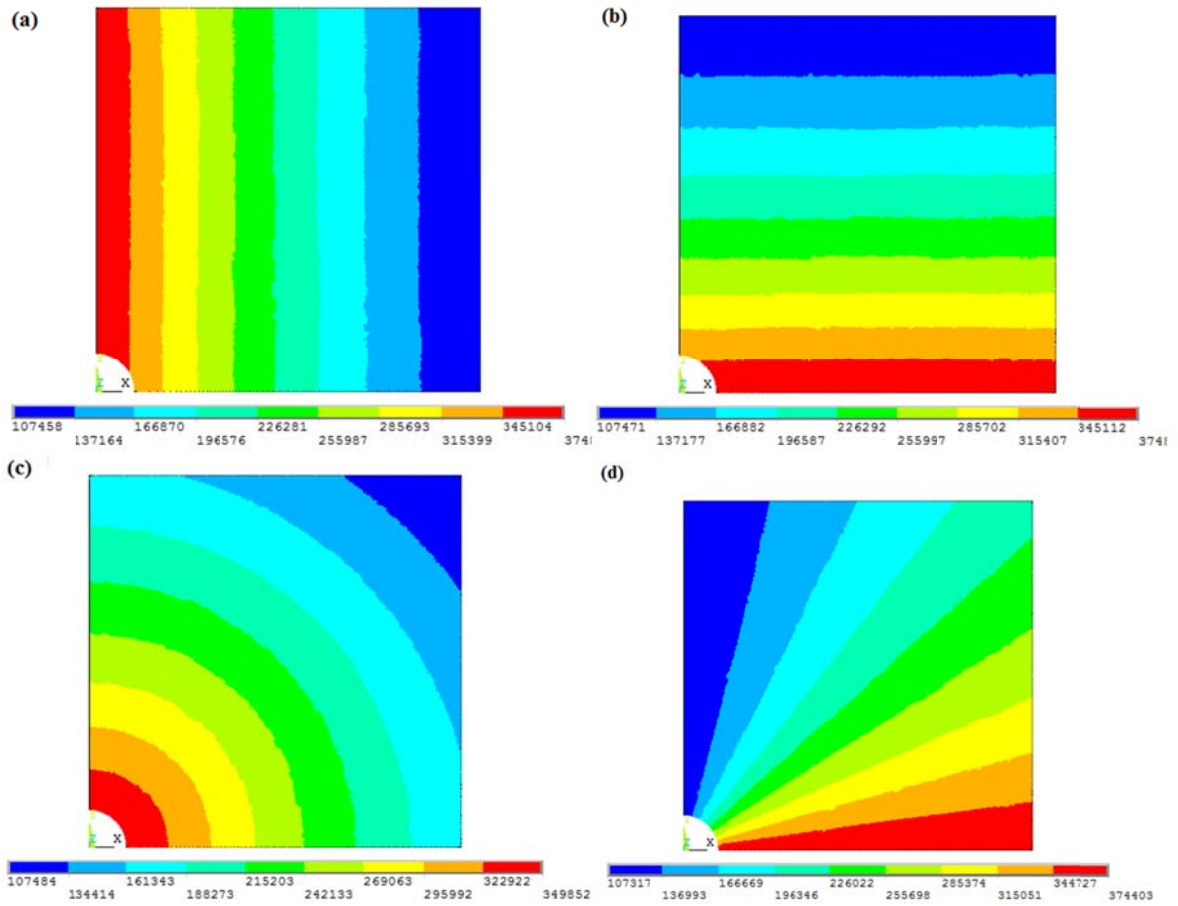 (a)
(b)
X
X
107458 166870 226281 285693 345104
137164 196576 255987 315399
107471 166882 226292 285702 345112
137177 196587 255997 315407
(c)
(d)
X
X
107484 161343 215203 269063 322922
134414 188273 242133 295992 349852
107317 166669 226022 285374 344727
136993 196346 255698 315051 374403